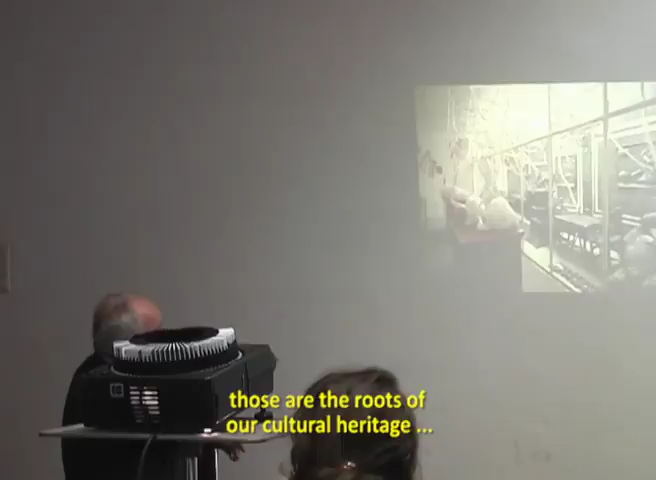 those are the roots of
our cultural heritage ...